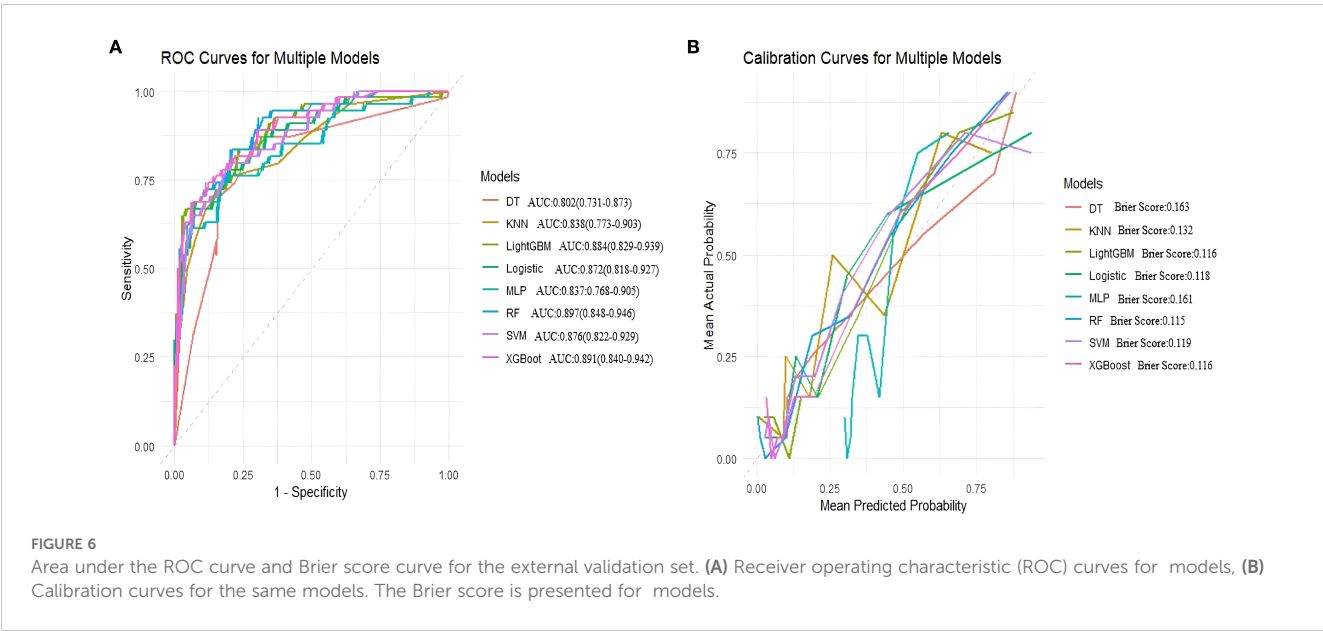 A
ROC Curves for Multiple Models
1.00
0.75
0.50
0.25
0.00
Sensitivity
0.00 0.25 0.50 0.75 1.00
1 - Specificity
Models
DT AUC:0.802(0.731-0.873)
KNN AUC:0.838(0.773-0.903)
LightGBM AUC:0.884(0.829-0.939)
Logistic AUC:0.872(0.818-0.927)
MLP AUC:0.837:0.768-0.905)
RF AUC:0.897(0.848-0.946)
SVM AUC:0.876(0.822-0.929)
XGBoot AUC:0.891(0.840-0.942)
B
Calibration Curves for Multiple Models
0.75
0.50
0.25
0.00
Mean Actual Probability
0.00 0.25 0.50 0.75
Mean Predicted Probability
Models
DT Brier Score:0.163
KNN Brier Score:0.132
LightGBM Brier Score:0.116
Logistic Brier Score:0.118
MLP Brier Score:0.161
RF Brier Score:0.115
SVM Brier Score:0.119
XGBoost Brier Score:0.116
FIGURE 6
Area under the ROC curve and Brier score curve for the external validation set. (A) Receiver operating characteristic (ROC) curves for models, (B)
Calibration curves for the same models. The Brier score is presented for models.